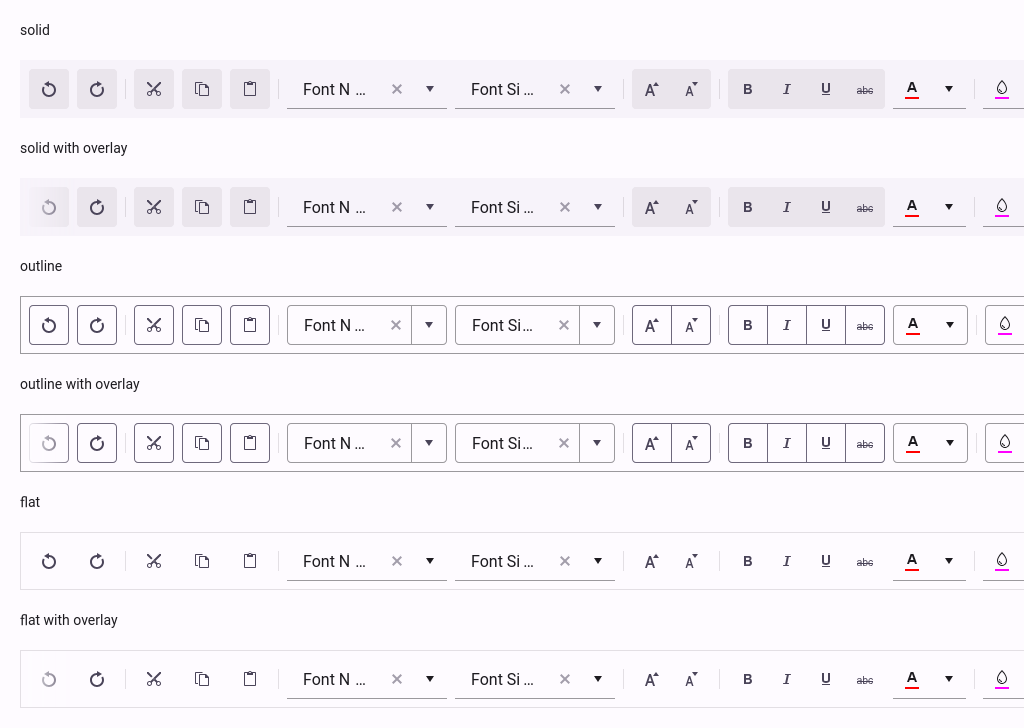 solid
Font N ... Font Si ... A A B I U abc A
solid with overlay
Font N ... Font Si ... A A B I U abc A
outline
Font N ... Font Si ... A A B I U abc A
outline with overlay
Font N ... Font Si ... A A B I U abc A
flat
Font N ... Font Si ... A A B I U abc A
flat with overlay
Font N ... Font Si ... A A B I U abc A